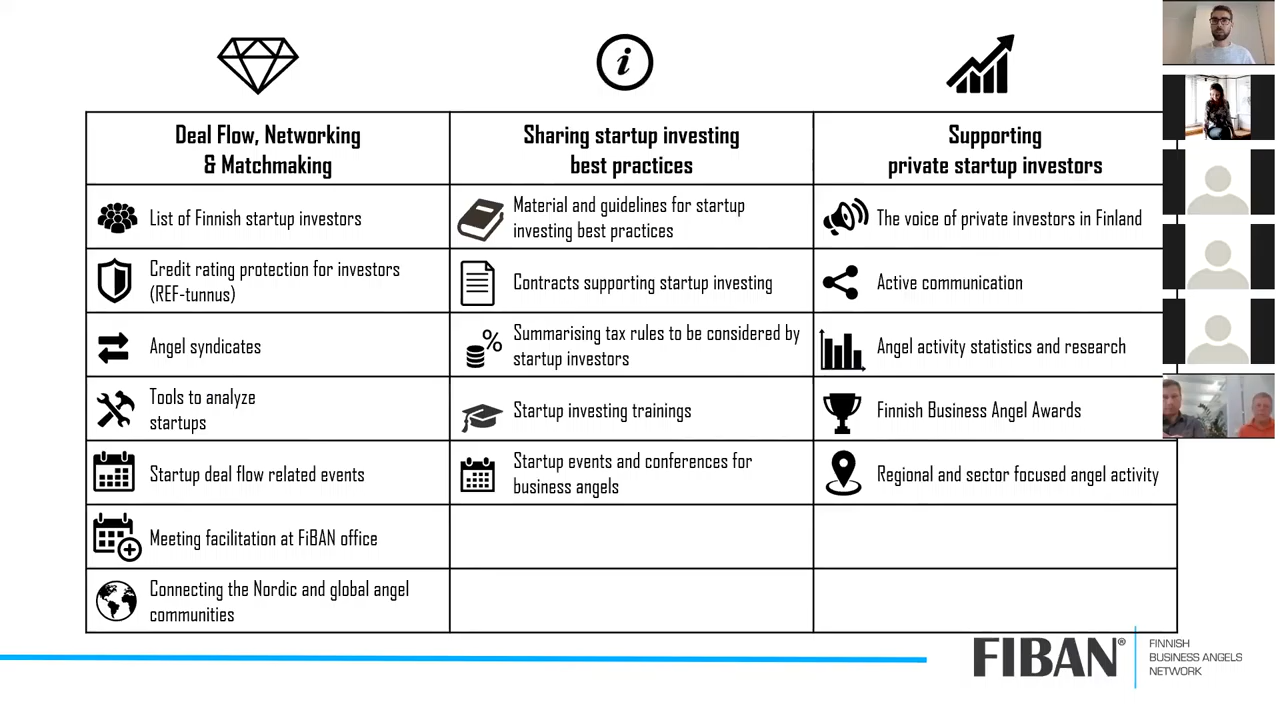 Deal Flow, Networking
& Matchmaking
Sharing startup investing
best practices
Supporting
private startup investors
List of Finnish startup investors
Material and guidelines for startup
investing best practices
The voice of private investors in Finland
Credit rating protection for investors
(REF-tunnus)
Contracts supporting startup investing
Active communication
Angel syndicates
%
Summarising tax rules to be considered by
startup investors
Angel activity statistics and research
Tools to analyze
startups
Startup investing trainings
Finnish Business Angel Awards
Startup deal flow related events
Startup events and conferences for
business angels
Regional and sector focused angel activity
Meeting facilitation at FiBAN office
Connecting the Nordic and global angel
communities
FIBAN®
FINNISH
BUSINESS ANGELS
NETWORK